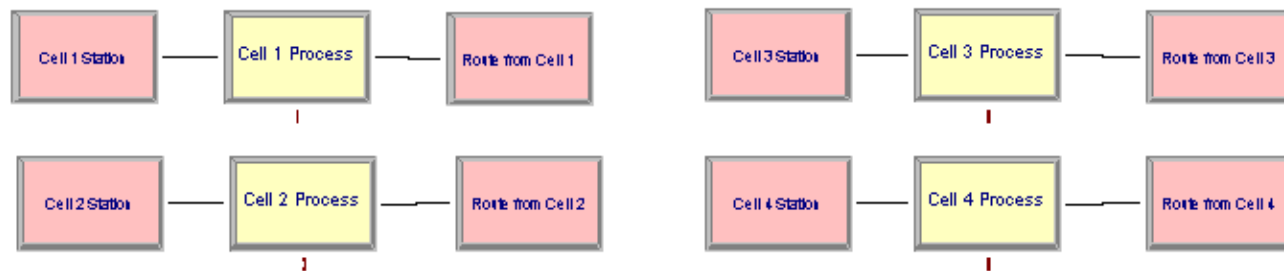 Cell 1 Station
Cell 1 Process
Route from Cell 1
Cell 3 Station
Cell 3 Process
Route from Cell 3
Cell 2 Station
Cell 2 Process
Route from Cell 2
Cell 4 Station
Cell 4 Process
Route from Cell 4